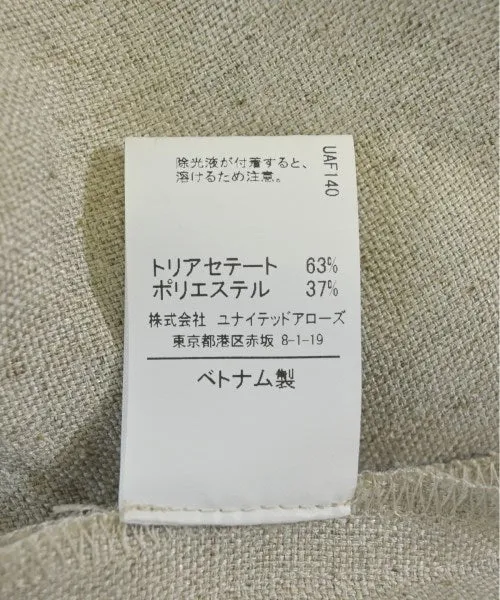 除光液が付着すると、
溶けるため注意。
UAF140
トリアセテート 63%
ポリエステル 37%
株式会社 ユナイテッドアローズ
東京都港区赤坂 8-1-19
ベトナム製